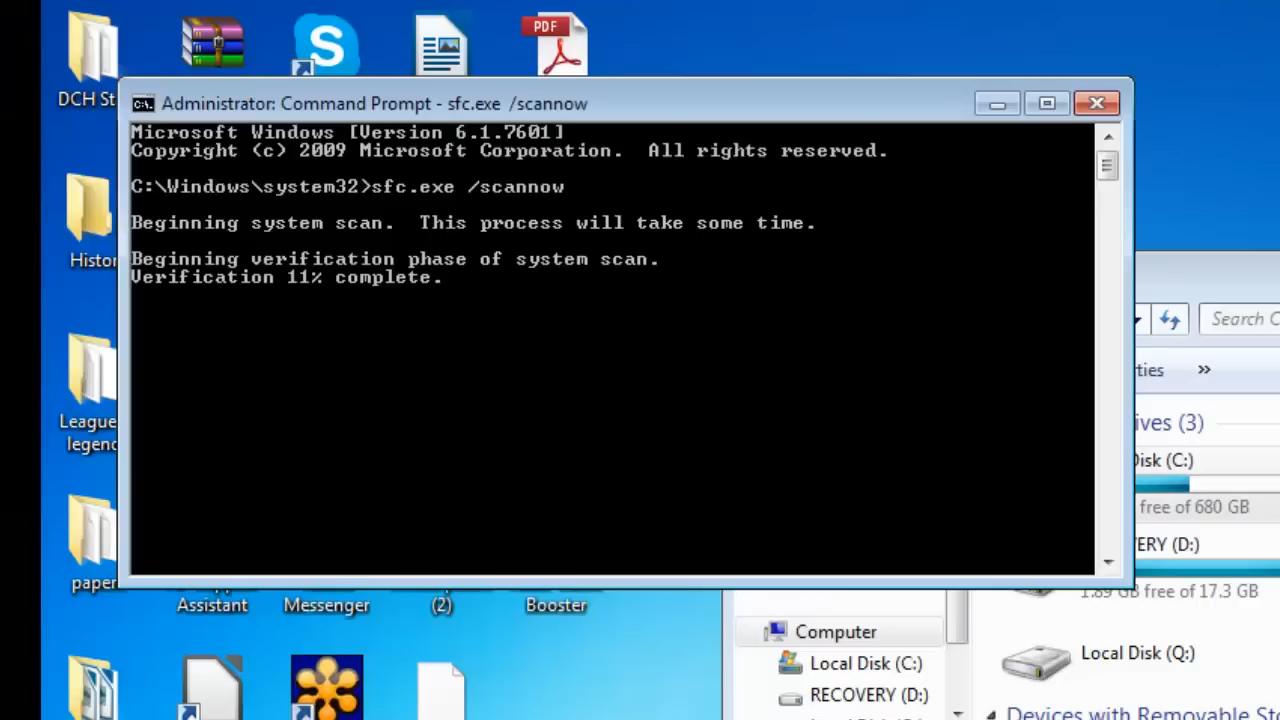 PDF
DCH St
Administrator: Command Prompt - sfc.exe /scannow
Microsoft Windows [Version 6.1.7601]
Copyright (c) 2009 Microsoft Corporation. All rights reserved.
C:\Windows\system32>sfc.exe /scannow
Beginning system scan. This process will take some time.
Beginning verification phase of system scan.
Verification 11% complete.
Histor
League
legend
paper
Assistant
Messenger
(2)
Booster
Search C
rties »
ives (3)
Disk (C:)
free of 680 GB
ERY (D:)
1.89 GB free of 17.3 GB
Local Disk (Q:)
Computer
Local Disk (C:)
RECOVERY (D:)
Devices with Removable Sto